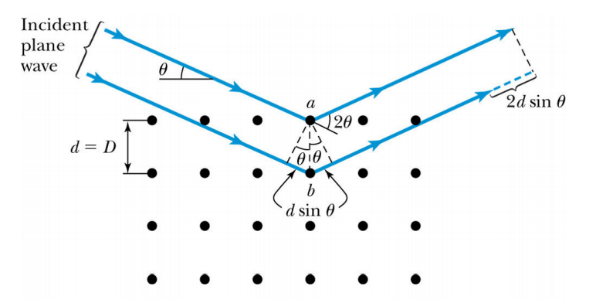 Incident
plane
wave
θ
a
2θ
2d sin θ
d = D
θ θ
b
d sin θ